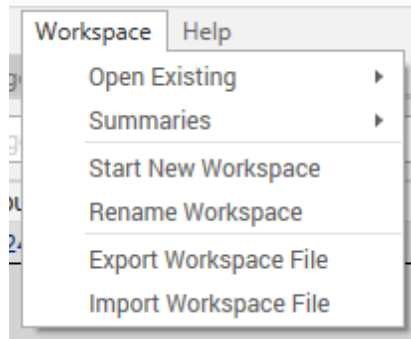 Workspace Help
Open Existing
Summaries
Start New Workspace
Rename Workspace
Export Workspace File
Import Workspace File